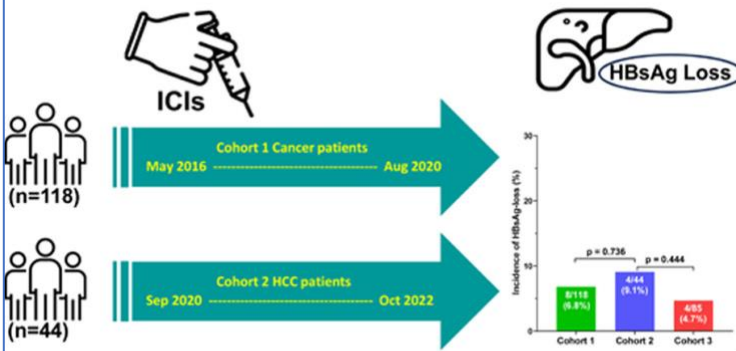 ICIs
HBsAg Loss
(n=118)
Cohort 1 Cancer patients
May 2016 ---------------------------------- Aug 2020
(n=44)
Cohort 2 HCC patients
Sep 2020 ---------------------------------- Oct 2022
Incidence of HBsAg-loss (%)
30
20
10
0
p = 0.736
p = 0.444
8/118
(6.8%)
4/44
(9.1%)
4/85
(4.7%)
Cohort 1 Cohort 2 Cohort 3